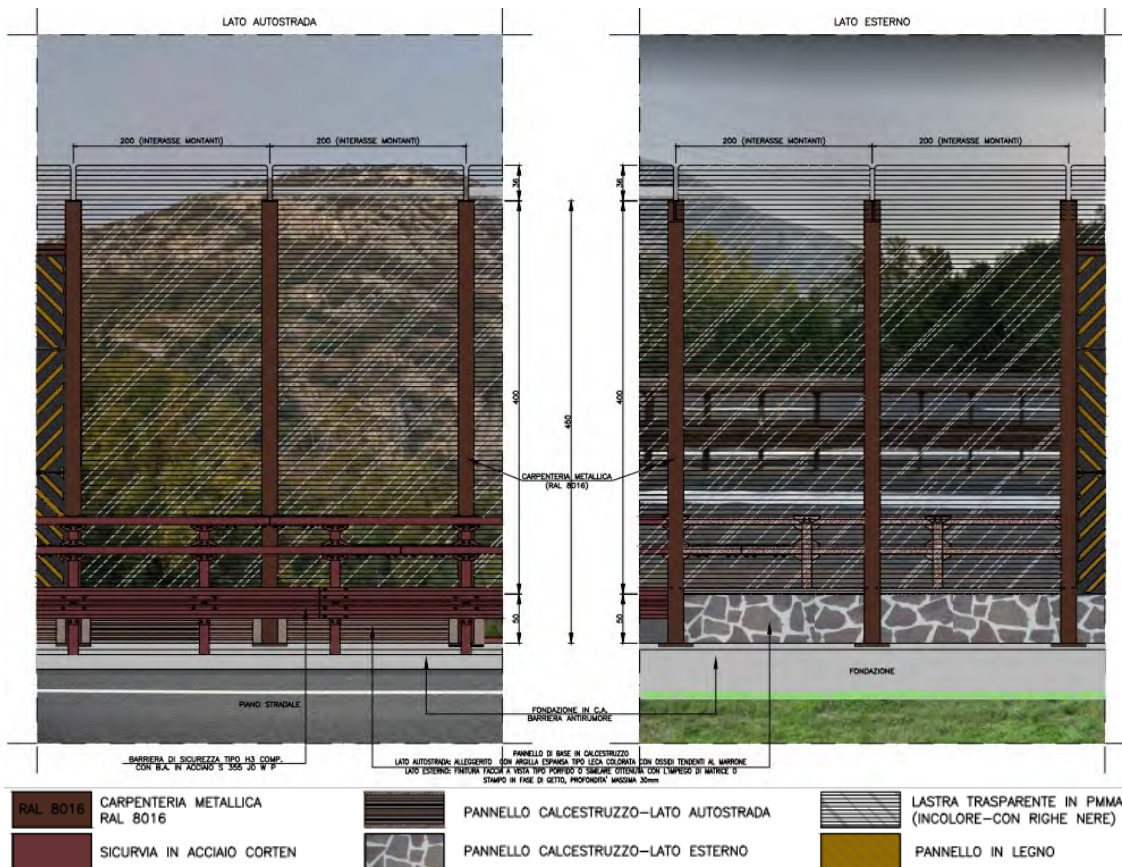 LATO AUTOSTRADA
LATO ESTERNO
200 (INTERASSE MONTANTI)
200 (INTERASSE MONTANTI)
200 (INTERASSE MONTANTI)
200 (INTERASSE MONTANTI)
36
36
400
450
400
CARPENTERIA METALLICA
(RAL 8016)
50
50
FONDAZIONE
PIANO STRADALE
FONDAZIONE IN C.A.
BARRIERA ANTIRUMORE
BARRIERA DI SICUREZZA TIPO H3 COMP.
CON B.A. IN ACCIAIO S 355 J0 W P
PANNELLO DI BASE IN CALCESTRUZZO
LATO AUTOSTRADA: ALLEGGERITO CON ARGILLA ESPANSA TIPO LECA COLORATA CON OSSIDI TENDENTI AL MARRONE
LATO ESTERNO: FINITURA FACCIA A VISTA TIPO PORFIDO O SIMILARE OTTENUTA CON L'IMPIEGO DI MATRICE O
STAMPO IN FASE DI GETTO, PROFONDITA' MASSIMA 30mm
RAL 8016
CARPENTERIA METALLICA
RAL 8016
PANNELLO CALCESTRUZZO-LATO AUTOSTRADA
LASTRA TRASPARENTE IN PMMA
(INCOLORE-CON RIGHE NERE)
SICURVIA IN ACCIAIO CORTEN
PANNELLO CALCESTRUZZO-LATO ESTERNO
PANNELLO IN LEGNO